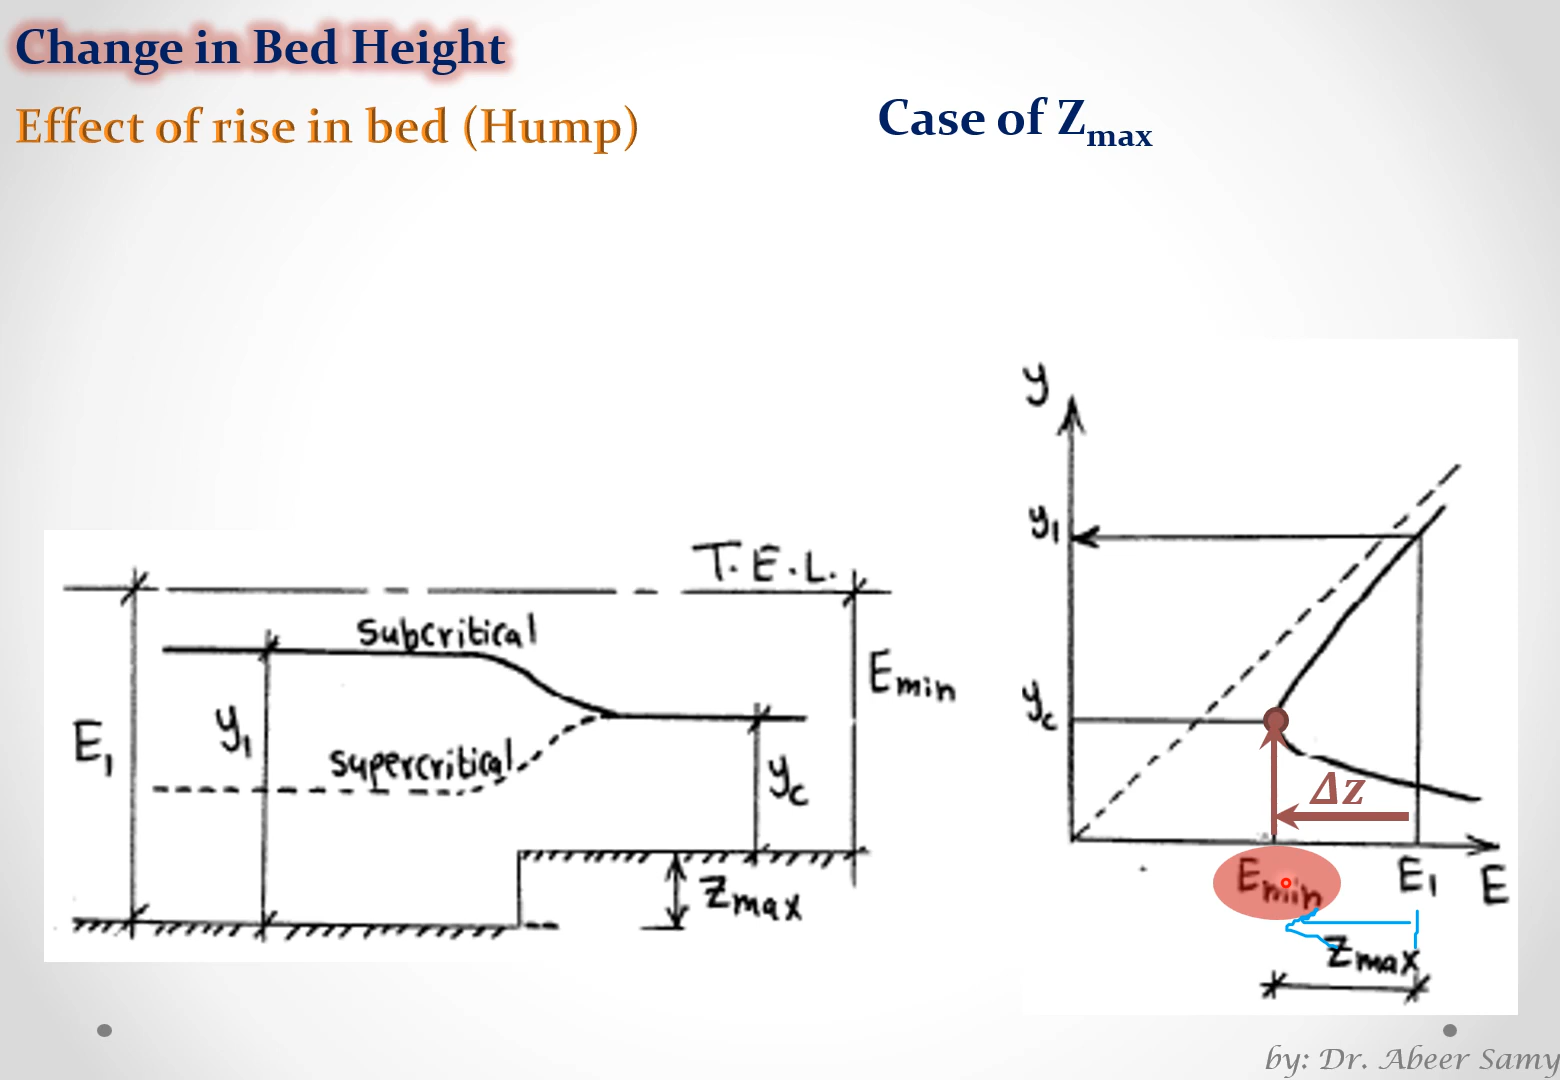 Change in Bed Height
Effect of rise in bed (Hump)
Case of Zmax
T.E.L.
Subcritical
Emin
E1
y1
supercritical
yc
Zmax
y
y1
yc
Δz
Emin
E1
E
Zmax
by: Dr. Abeer Samy